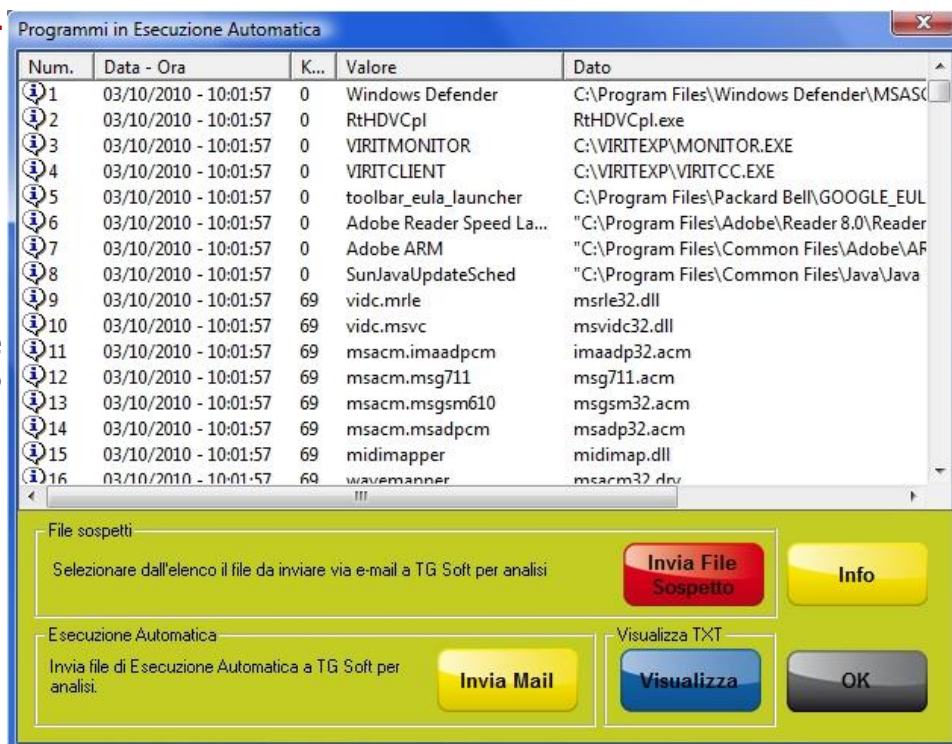 Programmi in Esecuzione Automatica
Num. Data - Ora K... Valore Dato
1 03/10/2010 - 10:01:57 0 Windows Defender C:\Program Files\Windows Defender\MSASC
2 03/10/2010 - 10:01:57 0 RtHDVCpl RtHDVCpl.exe
3 03/10/2010 - 10:01:57 0 VIRITMONITOR C:\VIRITEXP\MONITOR.EXE
4 03/10/2010 - 10:01:57 0 VIRITCLIENT C:\VIRITEXP\VIRITCC.EXE
5 03/10/2010 - 10:01:57 0 toolbar_eula_launcher C:\Program Files\Packard Bell\GOOGLE_EUL
6 03/10/2010 - 10:01:57 0 Adobe Reader Speed La... "C:\Program Files\Adobe\Reader 8.0\Reader
7 03/10/2010 - 10:01:57 0 Adobe ARM "C:\Program Files\Common Files\Adobe\AR
8 03/10/2010 - 10:01:57 0 SunJavaUpdateSched "C:\Program Files\Common Files\Java\Java
9 03/10/2010 - 10:01:57 69 vidc.mrle msrle32.dll
10 03/10/2010 - 10:01:57 69 vidc.msvc msvidc32.dll
11 03/10/2010 - 10:01:57 69 msacm.imaadpcm imaadp32.acm
12 03/10/2010 - 10:01:57 69 msacm.msg711 msg711.acm
13 03/10/2010 - 10:01:57 69 msacm.msgsm610 msgsm32.acm
14 03/10/2010 - 10:01:57 69 msacm.msadpcm msadp32.acm
15 03/10/2010 - 10:01:57 69 midimapper midimap.dll
16 03/10/2010 - 10:01:57 69 wavemapper msacm32.drv
File sospetti
Selezionare dall'elenco il file da inviare via e-mail a TG Soft per analisi
Invia File
Sospetto
Info
Esecuzione Automatica
Invia file di Esecuzione Automatica a TG Soft per
analisi.
Invia Mail
Visualizza TXT
Visualizza
OK